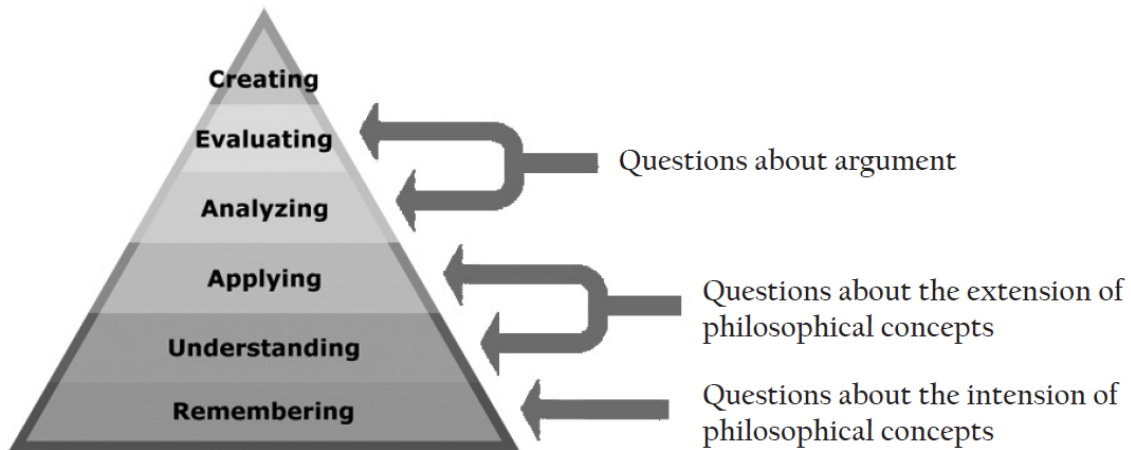 Creating
Evaluating
Questions about argument
Analyzing
Applying
Questions about the extension of
philosophical concepts
Understanding
Remembering
Questions about the intension of
philosophical concepts